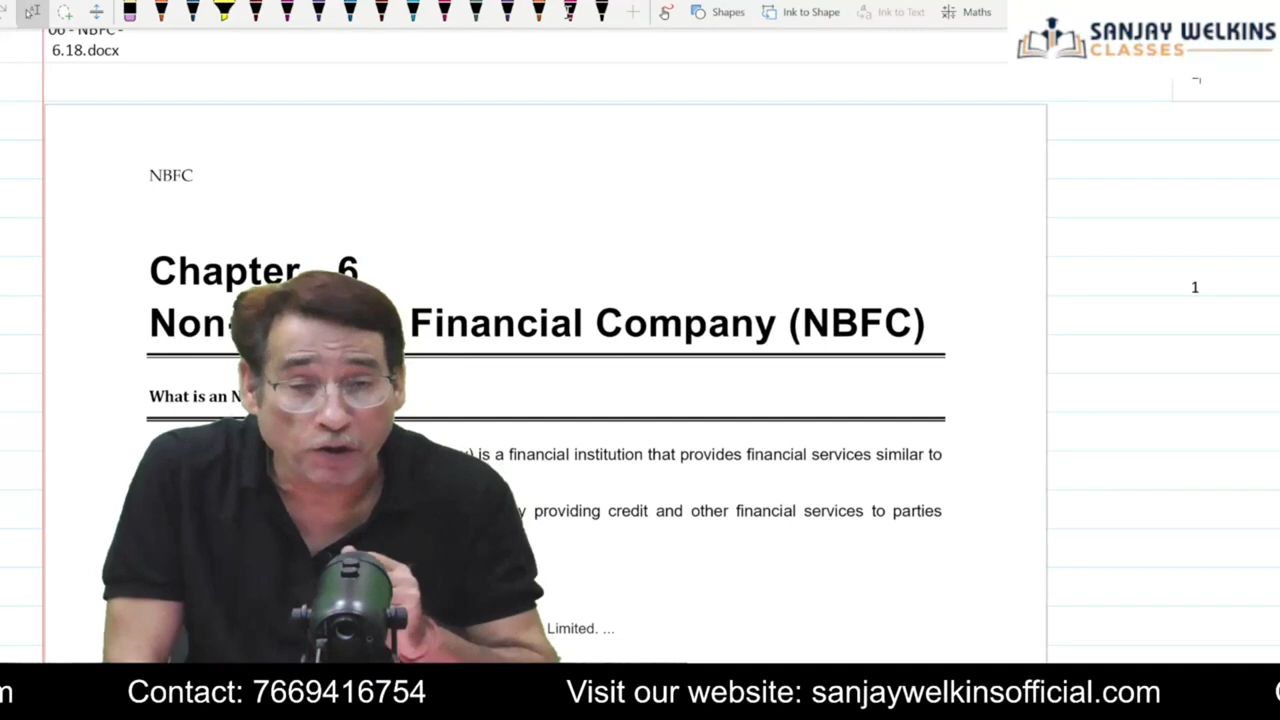 Shapes Ink to Shape Ink to Text Maths
SANJAY WELKINS
CLASSES
06 - NBFC -
6.18.docx
NBFC
Chapter 6
1
Non- Financial Company (NBFC)
What is an N
is a financial institution that provides financial services similar to
providing credit and other financial services to parties
Limited. ...
Contact: 7669416754 Visit our website: sanjaywelkinsofficial.com